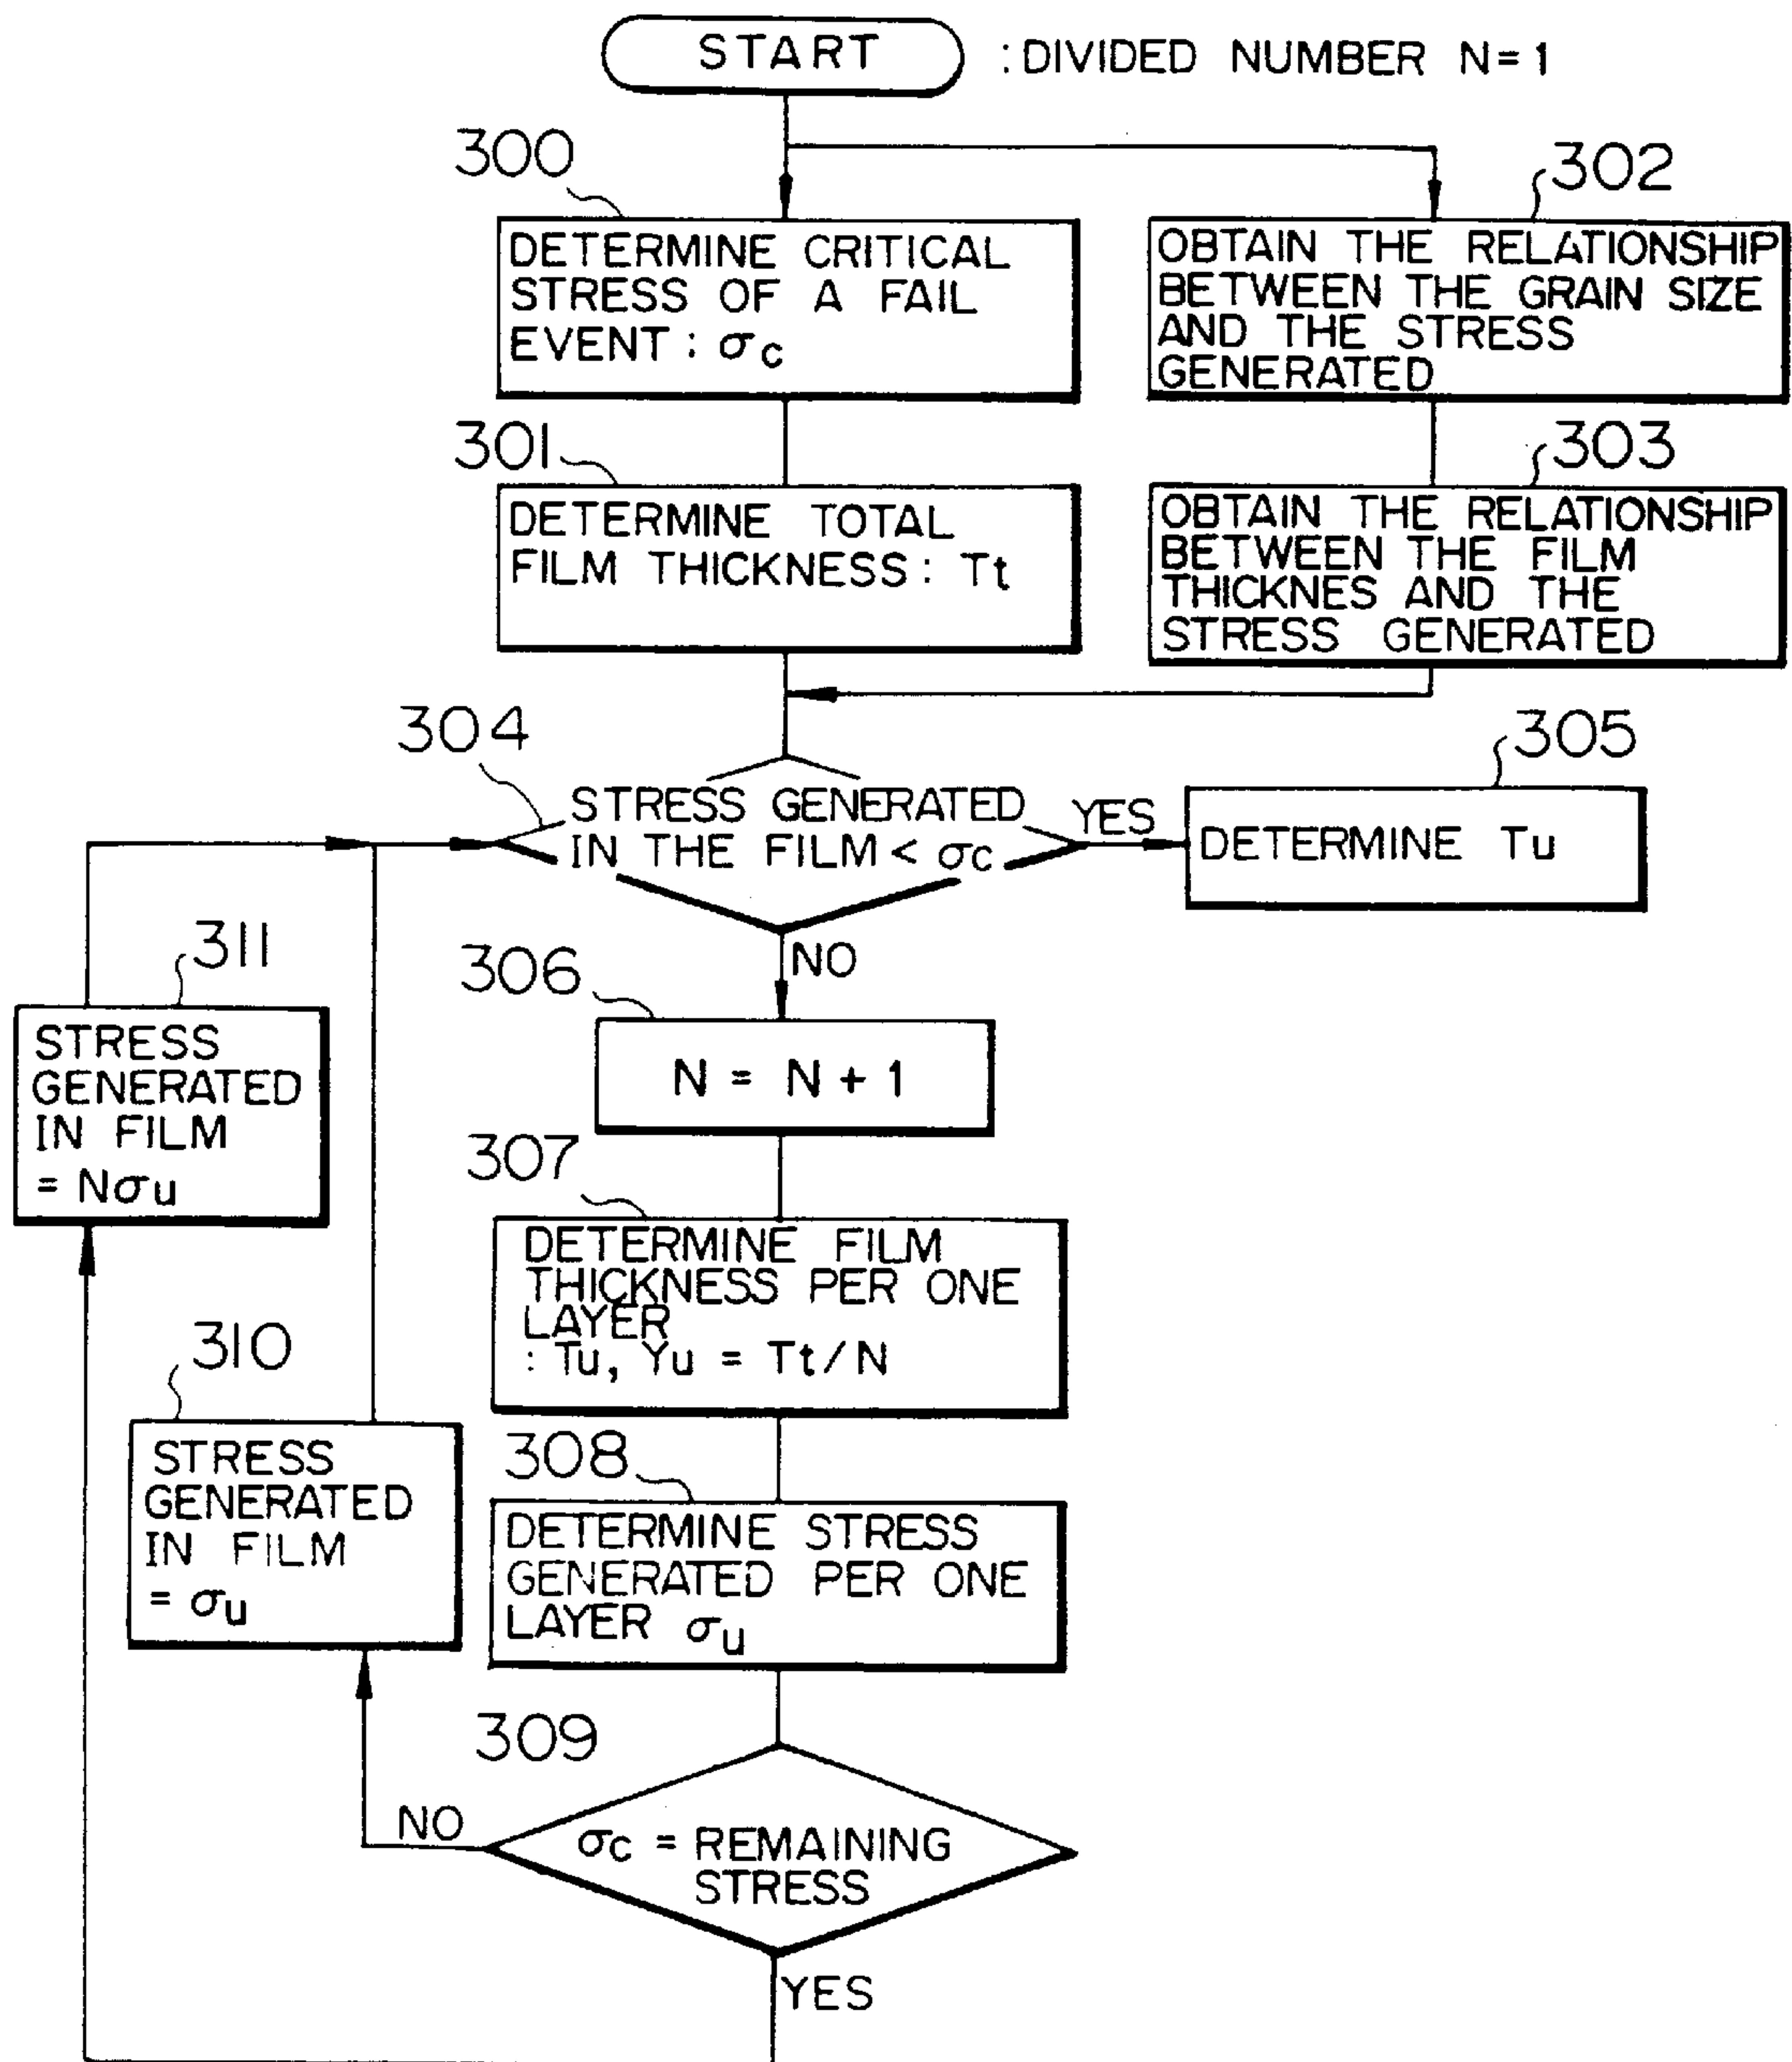 START : DIVIDED NUMBER N=1
300
DETERMINE CRITICAL
STRESS OF A FAIL
EVENT : σc
302
OBTAIN THE RELATIONSHIP
BETWEEN THE GRAIN SIZE
AND THE STRESS
GENERATED
301
DETERMINE TOTAL
FILM THICKNESS : Tt
303
OBTAIN THE RELATIONSHIP
BETWEEN THE FILM
THICKNES AND THE
STRESS GENERATED
304
STRESS GENERATED
IN THE FILM < σc
YES
305
DETERMINE Tu
NO
306
N = N + 1
307
DETERMINE FILM
THICKNESS PER ONE
LAYER
: Tu, Yu = Tt/N
308
DETERMINE STRESS
GENERATED PER ONE
LAYER σu
309
σc = REMAINING
STRESS
NO
YES
310
STRESS
GENERATED
IN FILM
= σu
311
STRESS
GENERATED
IN FILM
= Nσu